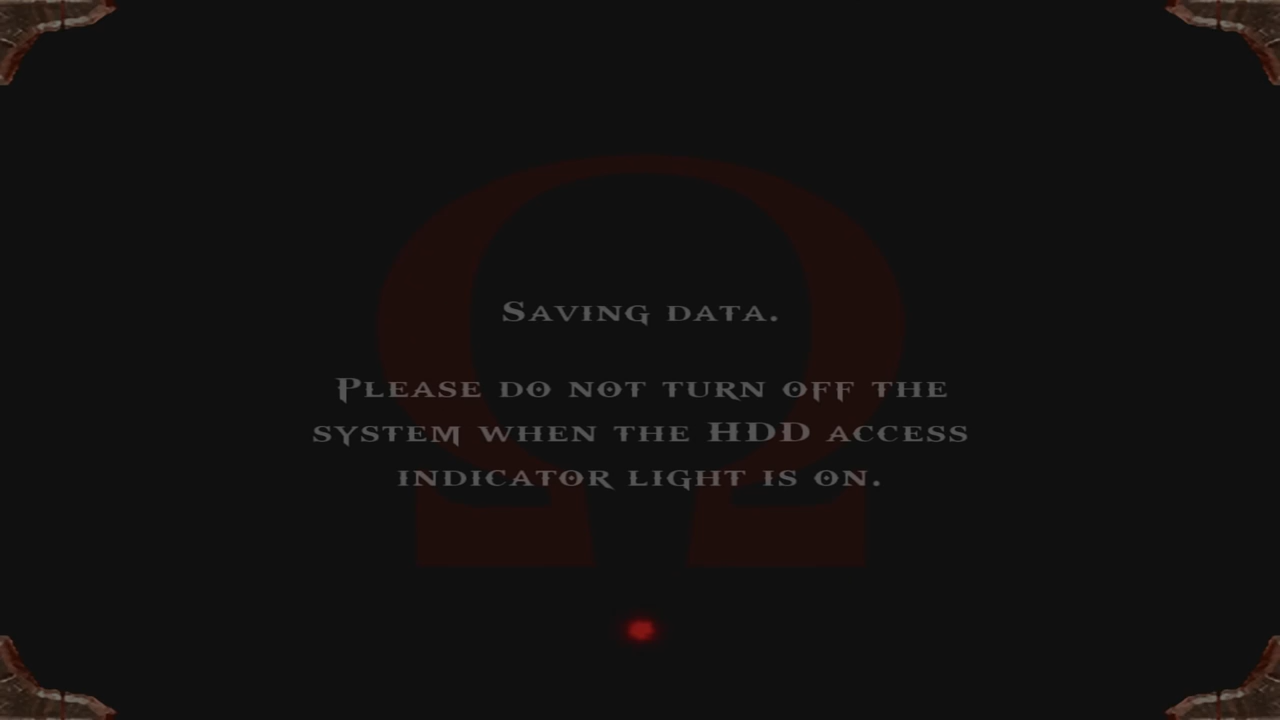 Saving data.
Please do not turn off the
system when the HDD access
indicator light is on.